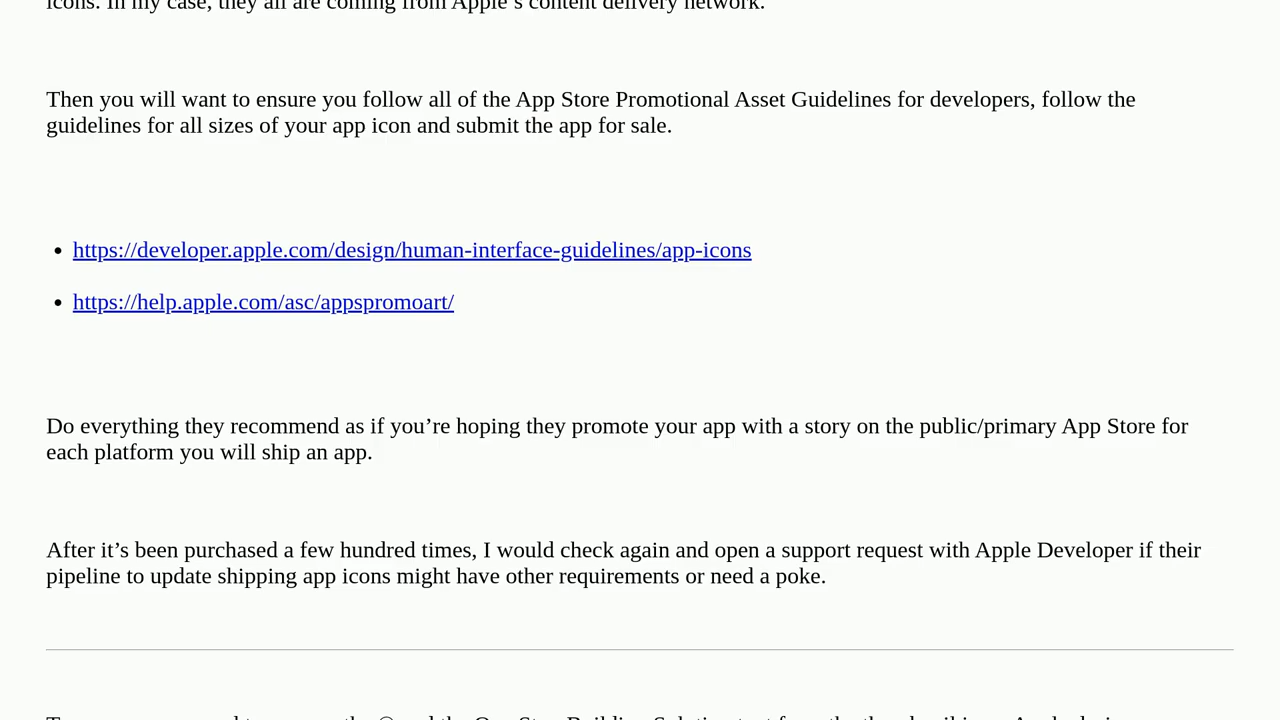 icons. In my case, they all are coming from Apple’s content delivery network.
Then you will want to ensure you follow all of the App Store Promotional Asset Guidelines for developers, follow the
guidelines for all sizes of your app icon and submit the app for sale.
• https://developer.apple.com/design/human-interface-guidelines/app-icons
• https://help.apple.com/asc/appspromoart/
Do everything they recommend as if you’re hoping they promote your app with a story on the public/primary App Store for
each platform you will ship an app.
After it’s been purchased a few hundred times, I would check again and open a support request with Apple Developer if their
pipeline to update shipping app icons might have other requirements or need a poke.